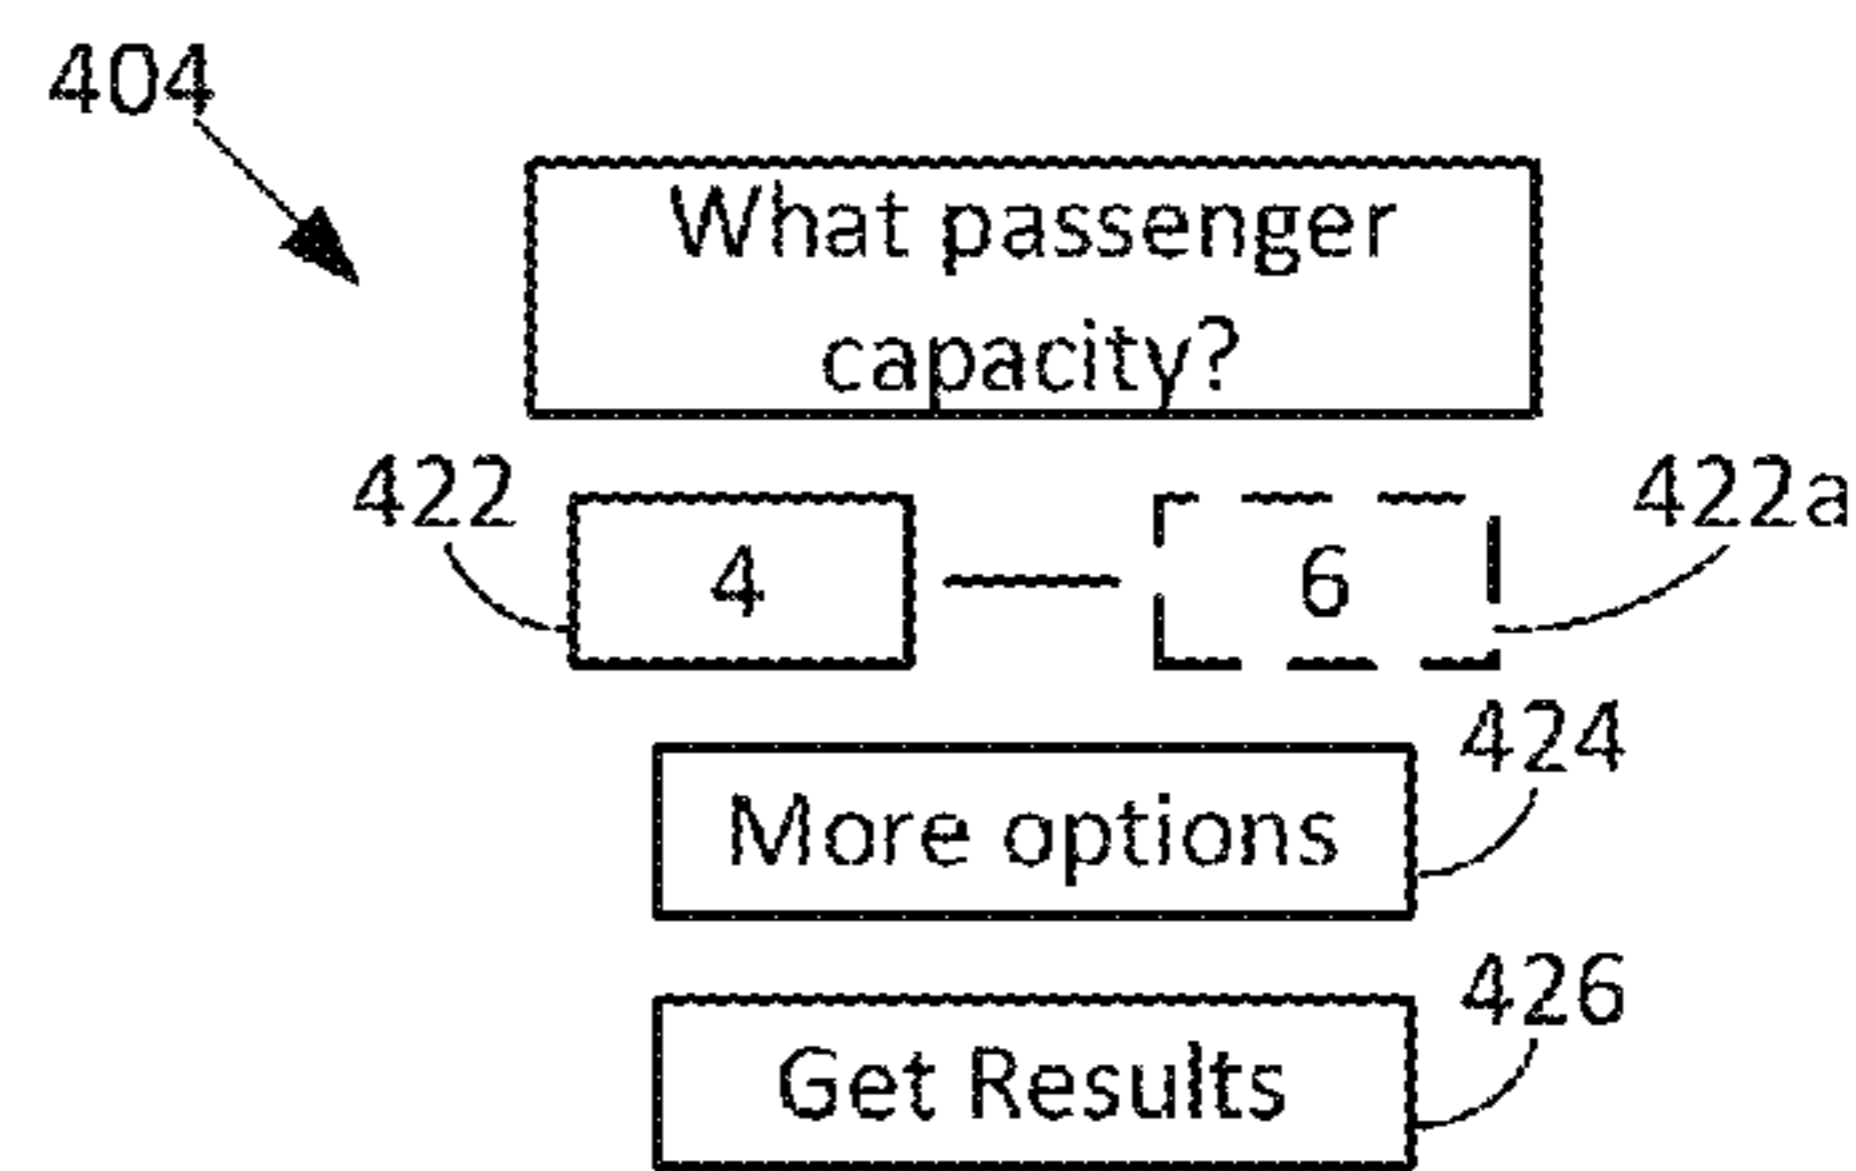 404
What passenger
capacity?
422 4 — 6 422a
More options 424
Get Results 426